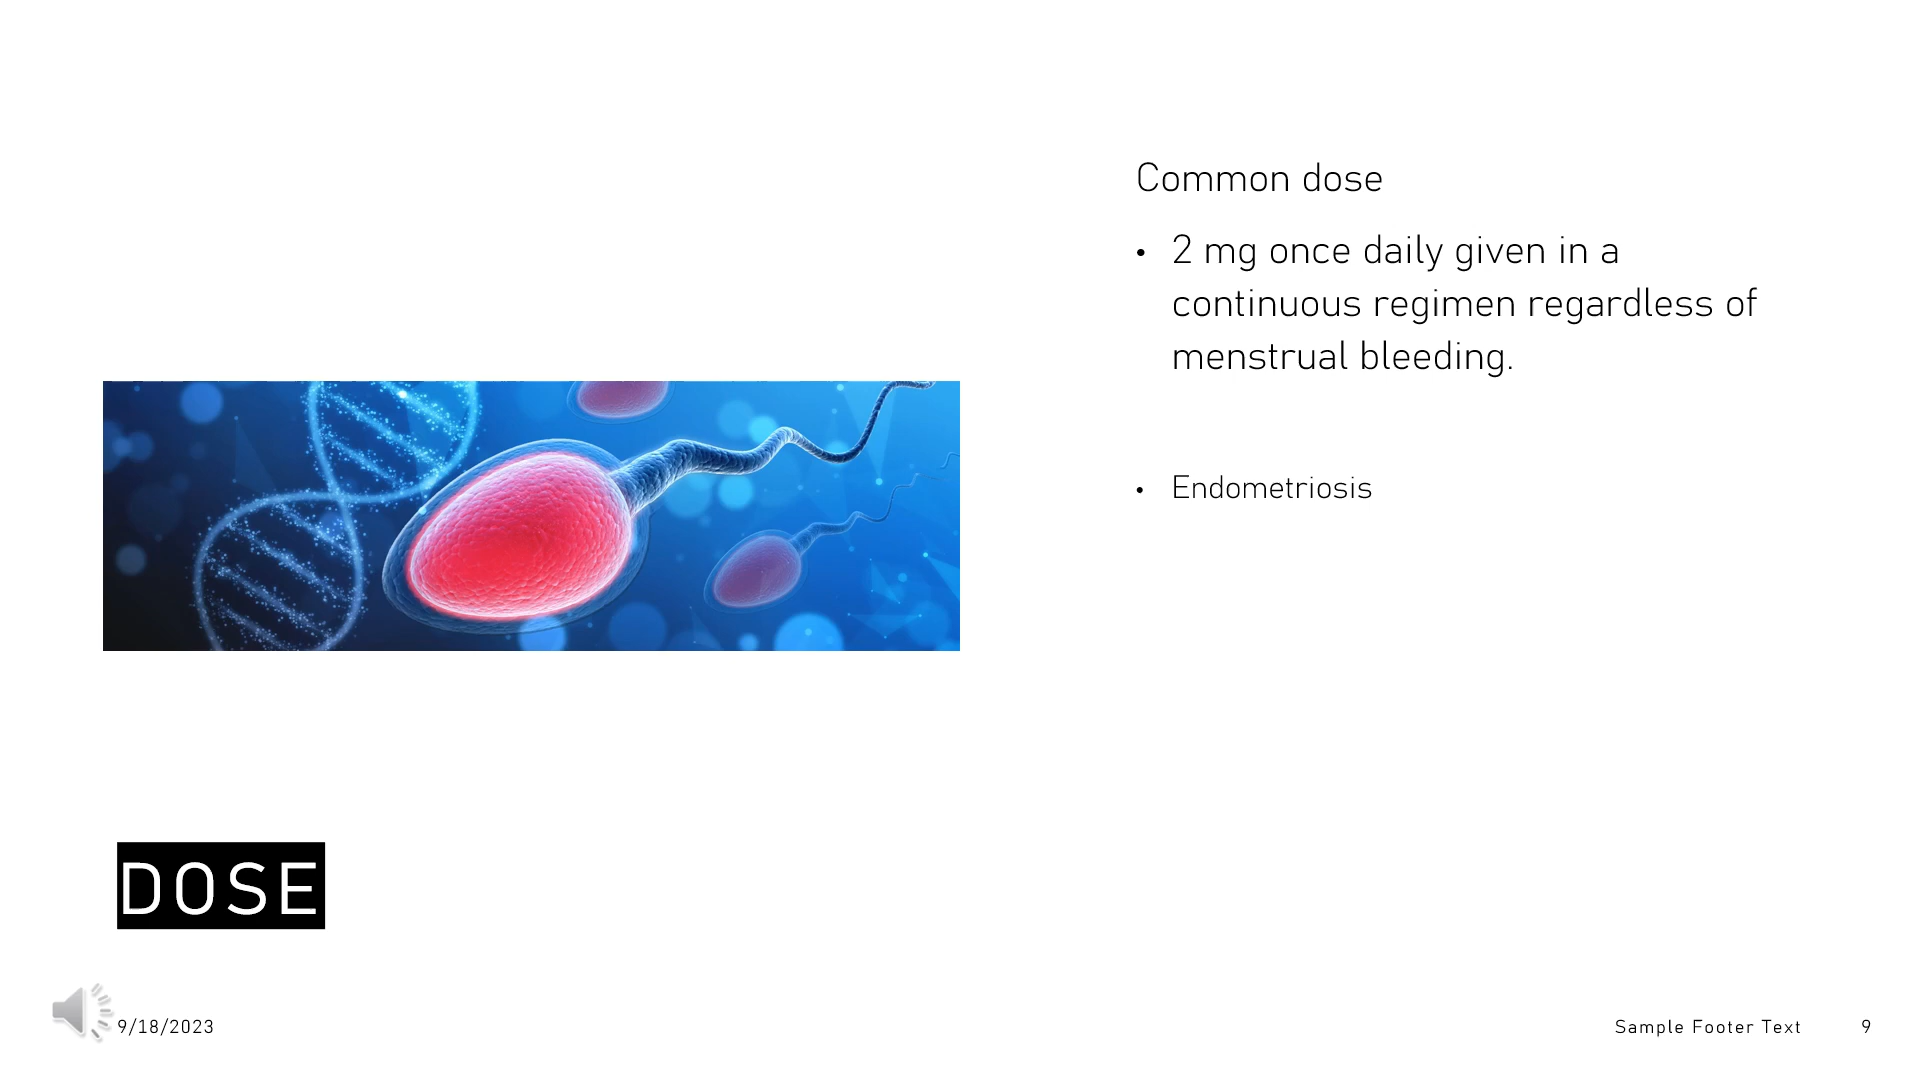 Common dose
• 2 mg once daily given in a
continuous regimen regardless of
menstrual bleeding.
• Endometriosis
DOSE
9/18/2023
Sample Footer Text
9